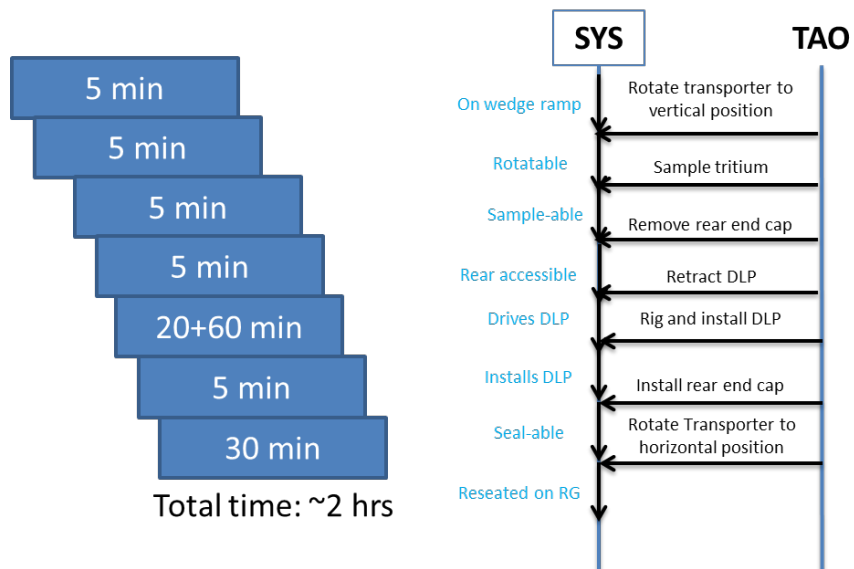 5 min
5 min
5 min
5 min
20+60 min
5 min
30 min
Total time: ~2 hrs
SYS
TAO
On wedge ramp
Rotate transporter to
vertical position
Rotatable
Sample tritium
Sample-able
Remove rear end cap
Rear accessible
Retract DLP
Drives DLP
Rig and install DLP
Installs DLP
Install rear end cap
Seal-able
Rotate Transporter to
horizontal position
Reseated on RG